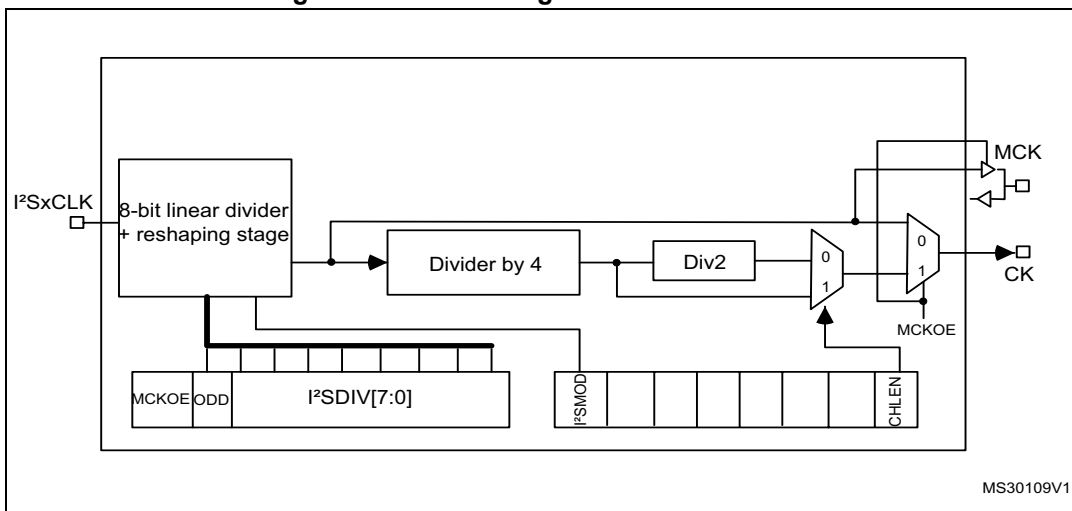 MCK
I²SxCLK
8-bit linear divider
+ reshaping stage
0
0
Divider by 4
Div2
1
1
CK
MCKOE
MCKOE
ODD
I²SDIV[7:0]
I²SMOD
CHLEN
MS30109V1